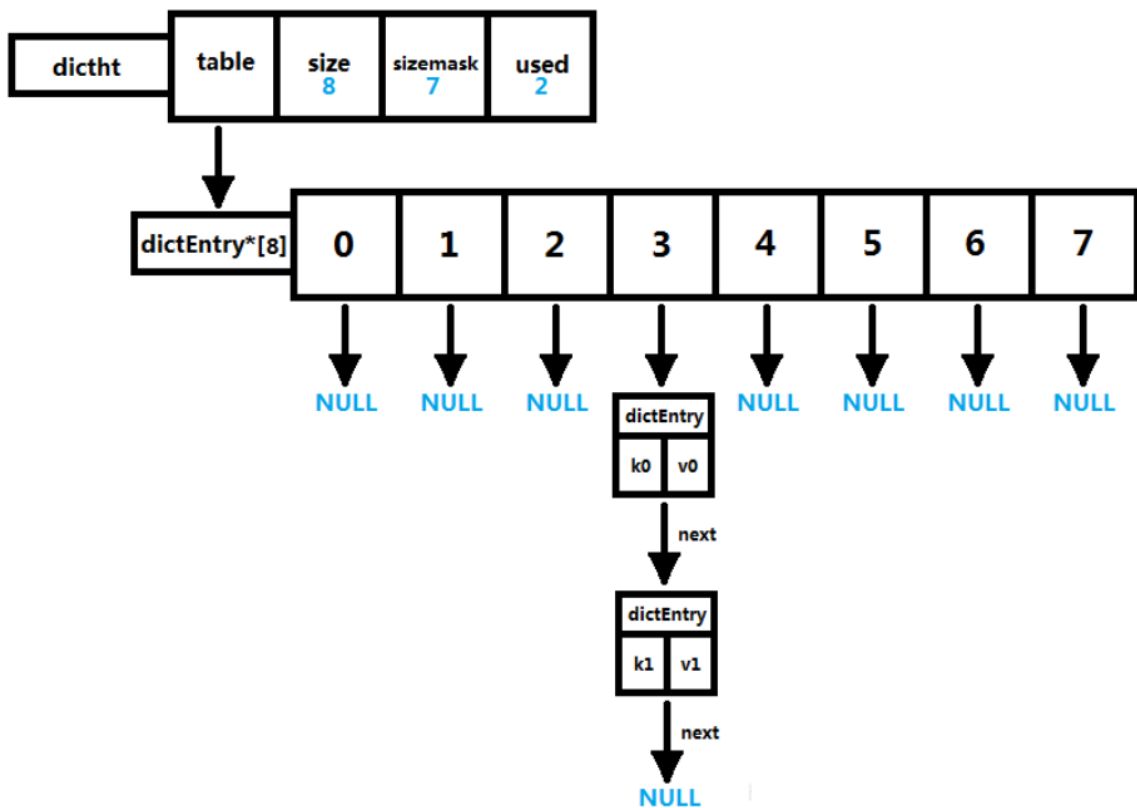 dictht
table
size
8
sizemask
7
used
2
dictEntry*[8]
0
1
2
3
4
5
6
7
NULL
NULL
NULL
NULL
NULL
NULL
NULL
dictEntry
k0
v0
next
dictEntry
k1
v1
next
NULL